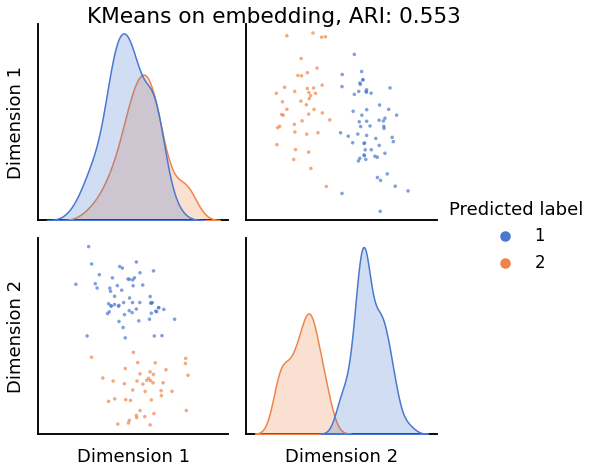 KMeans on embedding, ARI: 0.553
Dimension 1
Dimension 2
Predicted label
1
2
Dimension 1
Dimension 2